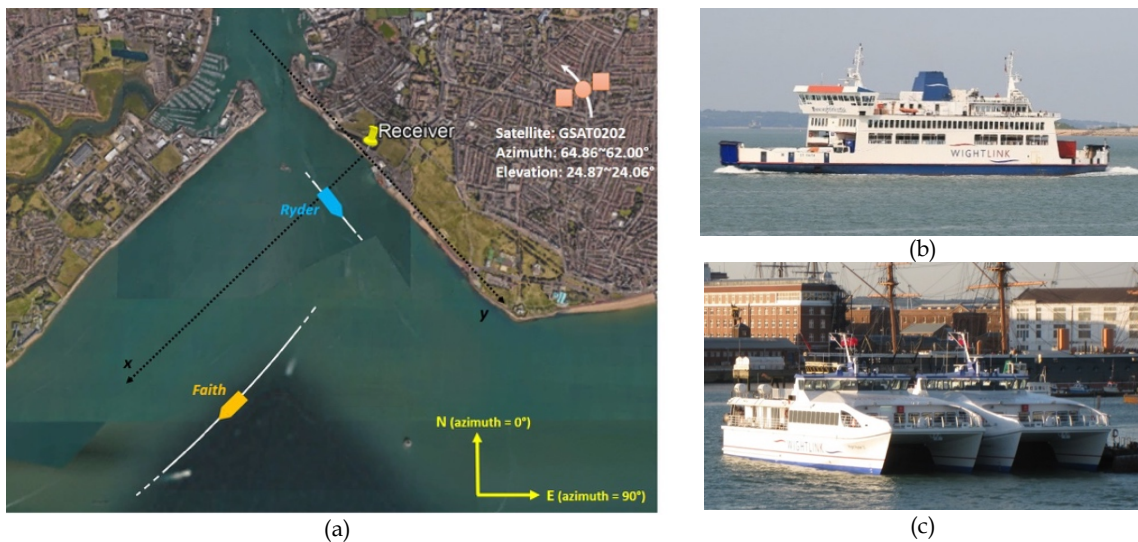 Receiver
Satellite: GSAT0202
Azimuth: 64.86~62.00°
Elevation: 24.87~24.06°
Ryder
y
x
Faith
N (azimuth = 0°)
E (azimuth = 90°)
(a)
WIGHTLINK
(b)
WIGHTLINK
(c)